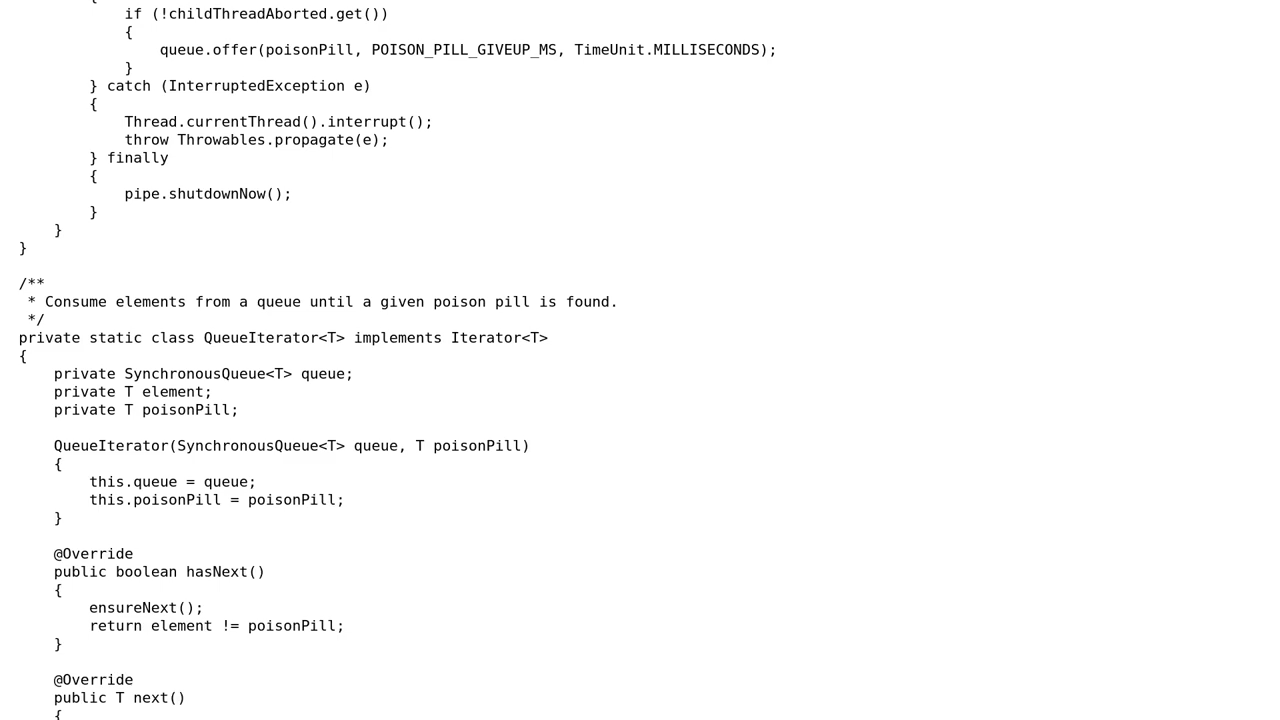 if (!childThreadAborted.get())
            {
                queue.offer(poisonPill, POISON_PILL_GIVEUP_MS, TimeUnit.MILLISECONDS);
            }
        } catch (InterruptedException e)
        {
            Thread.currentThread().interrupt();
            throw Throwables.propagate(e);
        } finally
        {
            pipe.shutdownNow();
        }
    }
}

/**
 * Consume elements from a queue until a given poison pill is found.
 */
private static class QueueIterator<T> implements Iterator<T>
{
    private SynchronousQueue<T> queue;
    private T element;
    private T poisonPill;

    QueueIterator(SynchronousQueue<T> queue, T poisonPill)
    {
        this.queue = queue;
        this.poisonPill = poisonPill;
    }

    @Override
    public boolean hasNext()
    {
        ensureNext();
        return element != poisonPill;
    }

    @Override
    public T next()
    {